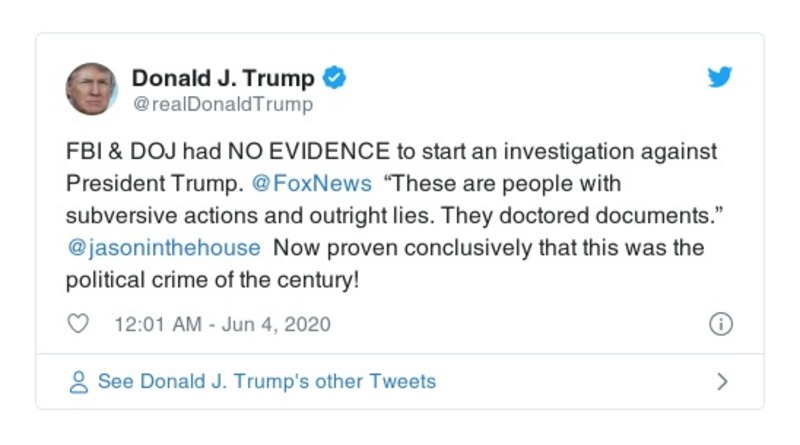 Donald J. Trump
@realDonaldTrump
FBI & DOJ had NO EVIDENCE to start an investigation against
President Trump. @FoxNews “These are people with
subversive actions and outright lies. They doctored documents.”
@jasoninthehouse Now proven conclusively that this was the
political crime of the century!
12:01 AM - Jun 4, 2020
See Donald J. Trump's other Tweets